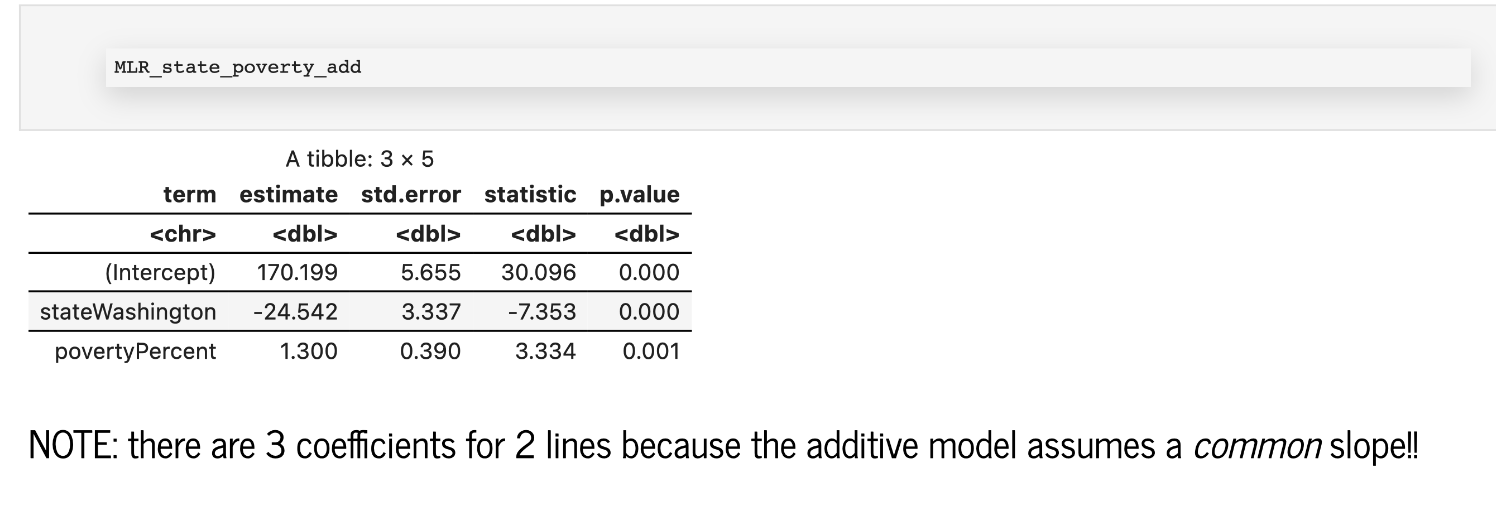 MLR_state_poverty_add
A tibble: 3 × 5
term estimate std.error statistic p.value
<chr> <dbl> <dbl> <dbl> <dbl>
(Intercept) 170.199 5.655 30.096 0.000
stateWashington -24.542 3.337 -7.353 0.000
povertyPercent 1.300 0.390 3.334 0.001
NOTE: there are 3 coefficients for 2 lines because the additive model assumes a common slope!!